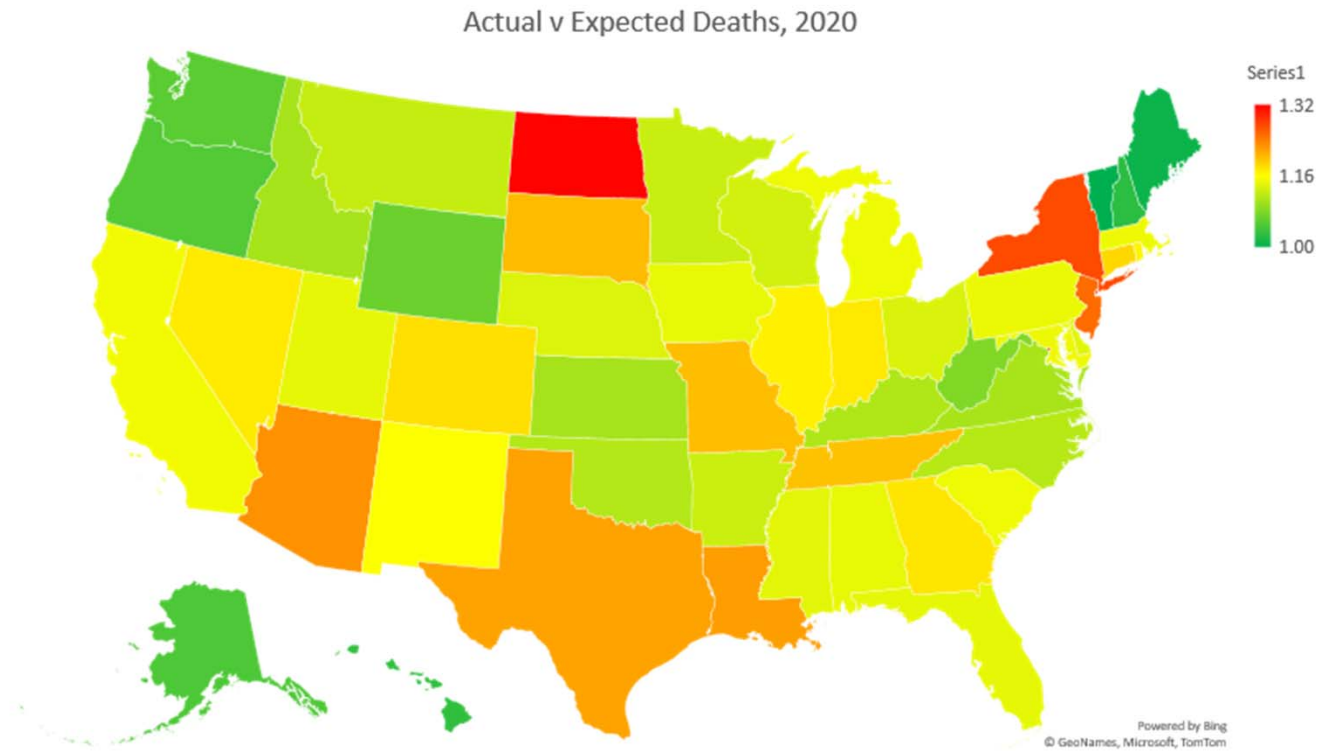 Actual v Expected Deaths, 2020
Series1
1.32
1.16
1.00
Powered by Bing
© GeoNames, Microsoft, TomTom